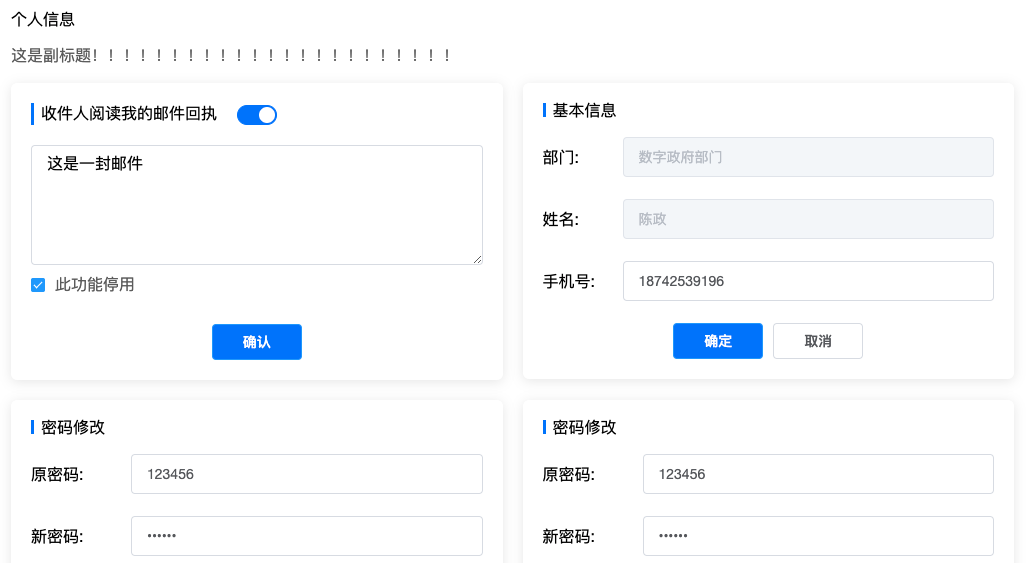 个人信息
这是副标题！！！！！！！！！！！！！！！！！！！！！！！
收件人阅读我的邮件回执
这是一封邮件
此功能停用
确认
基本信息
部门:
数字政府部门
姓名:
陈政
手机号:
18742539196
确定
取消
密码修改
原密码:
123456
新密码:
••••••
密码修改
原密码:
123456
新密码:
••••••